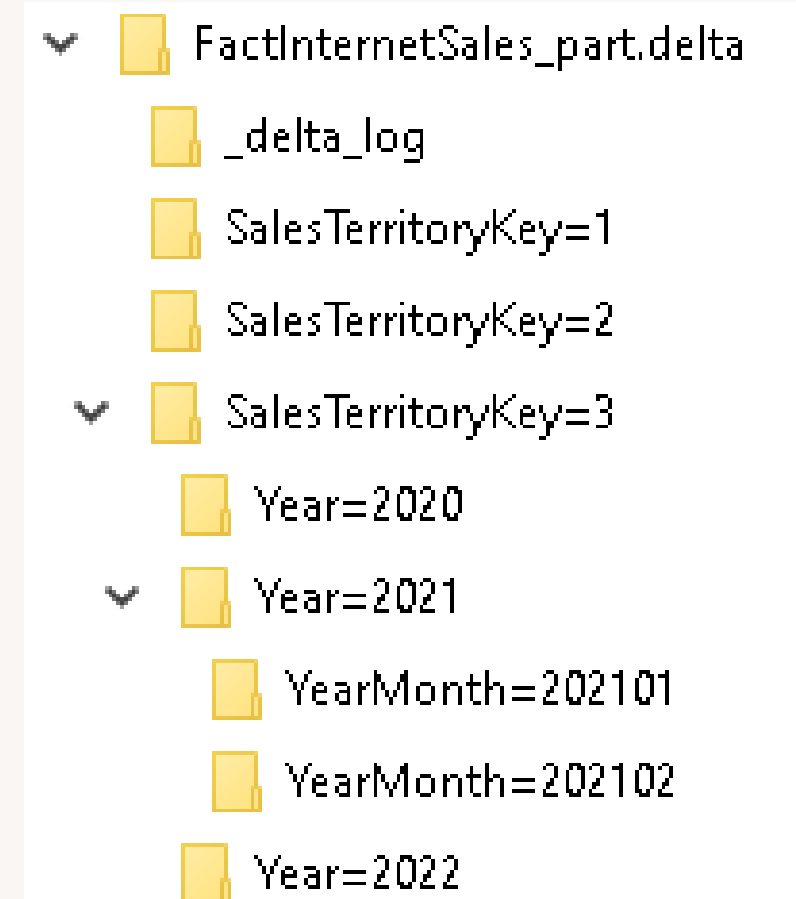 FactInternetSales_part.delta
_delta_log
SalesTerritoryKey=1
SalesTerritoryKey=2
SalesTerritoryKey=3
Year=2020
Year=2021
YearMonth=202101
YearMonth=202102
Year=2022